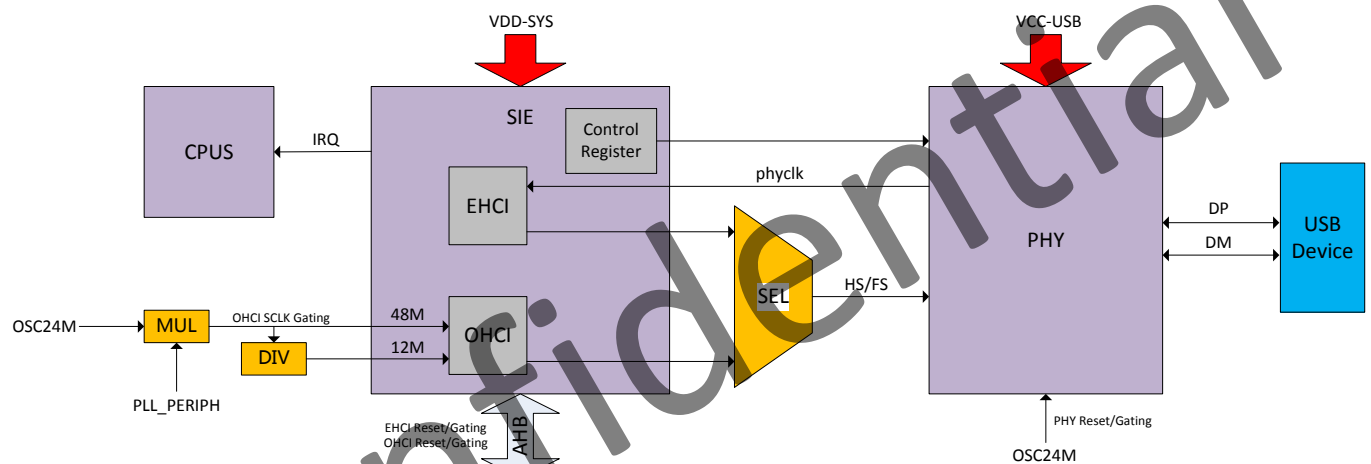 VDD-SYS
VCC-USB
SIE
Control
Register
CPUS
IRQ
phyclk
EHCI
PHY
DP
DM
USB
Device
SEL
HS/FS
OSC24M
MUL
OHCI SCLK Gating
48M
OHCI
DIV
12M
PLL_PERIPH
EHCI Reset/Gating
OHCI Reset/Gating
AHB
PHY Reset/Gating
OSC24M
nfidential